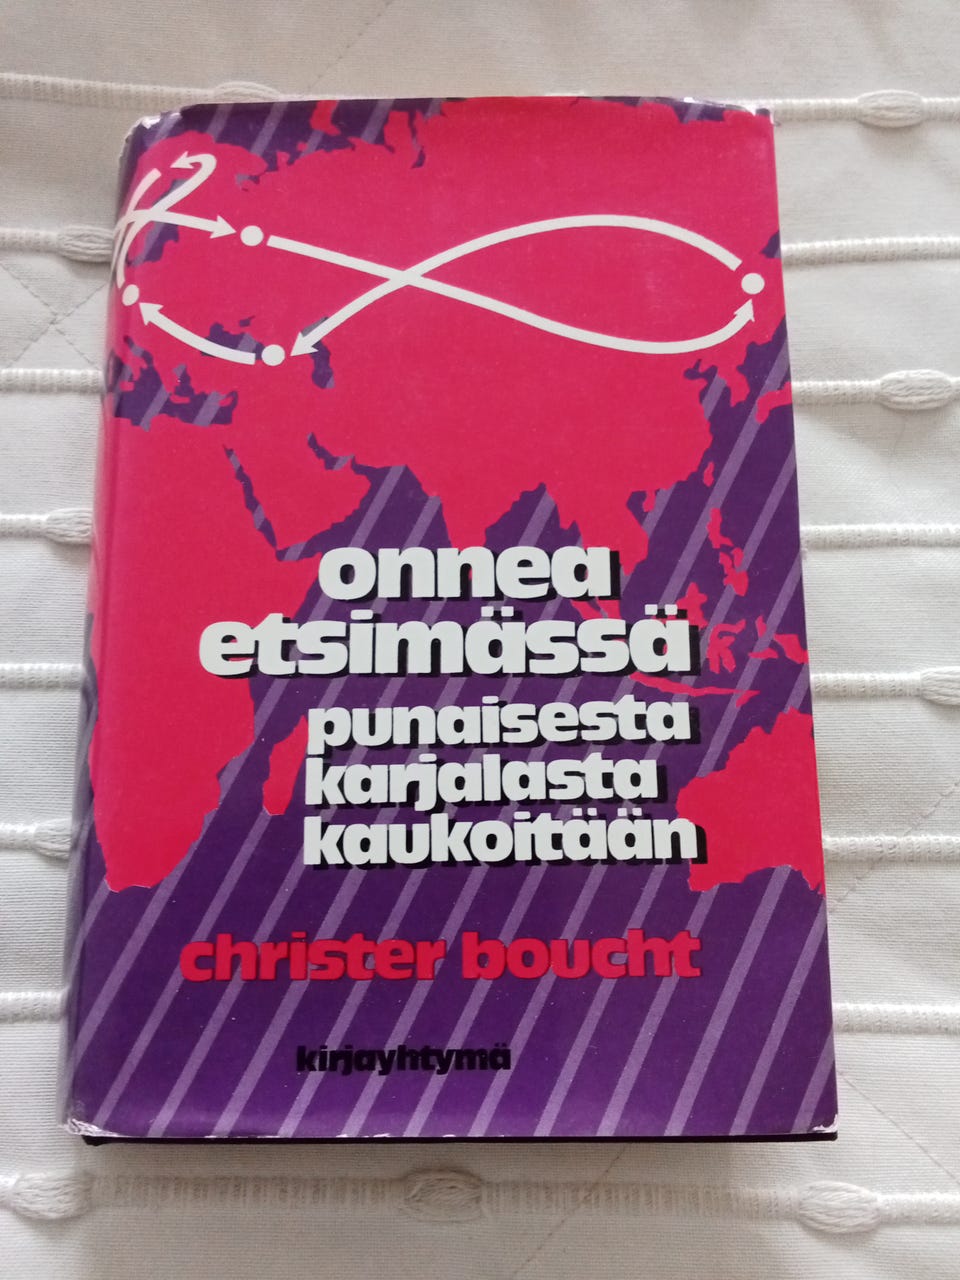 onnea
etsimässä
punaisesta
karjalasta
kaukoitään
christer boucht
kirjayhtymä